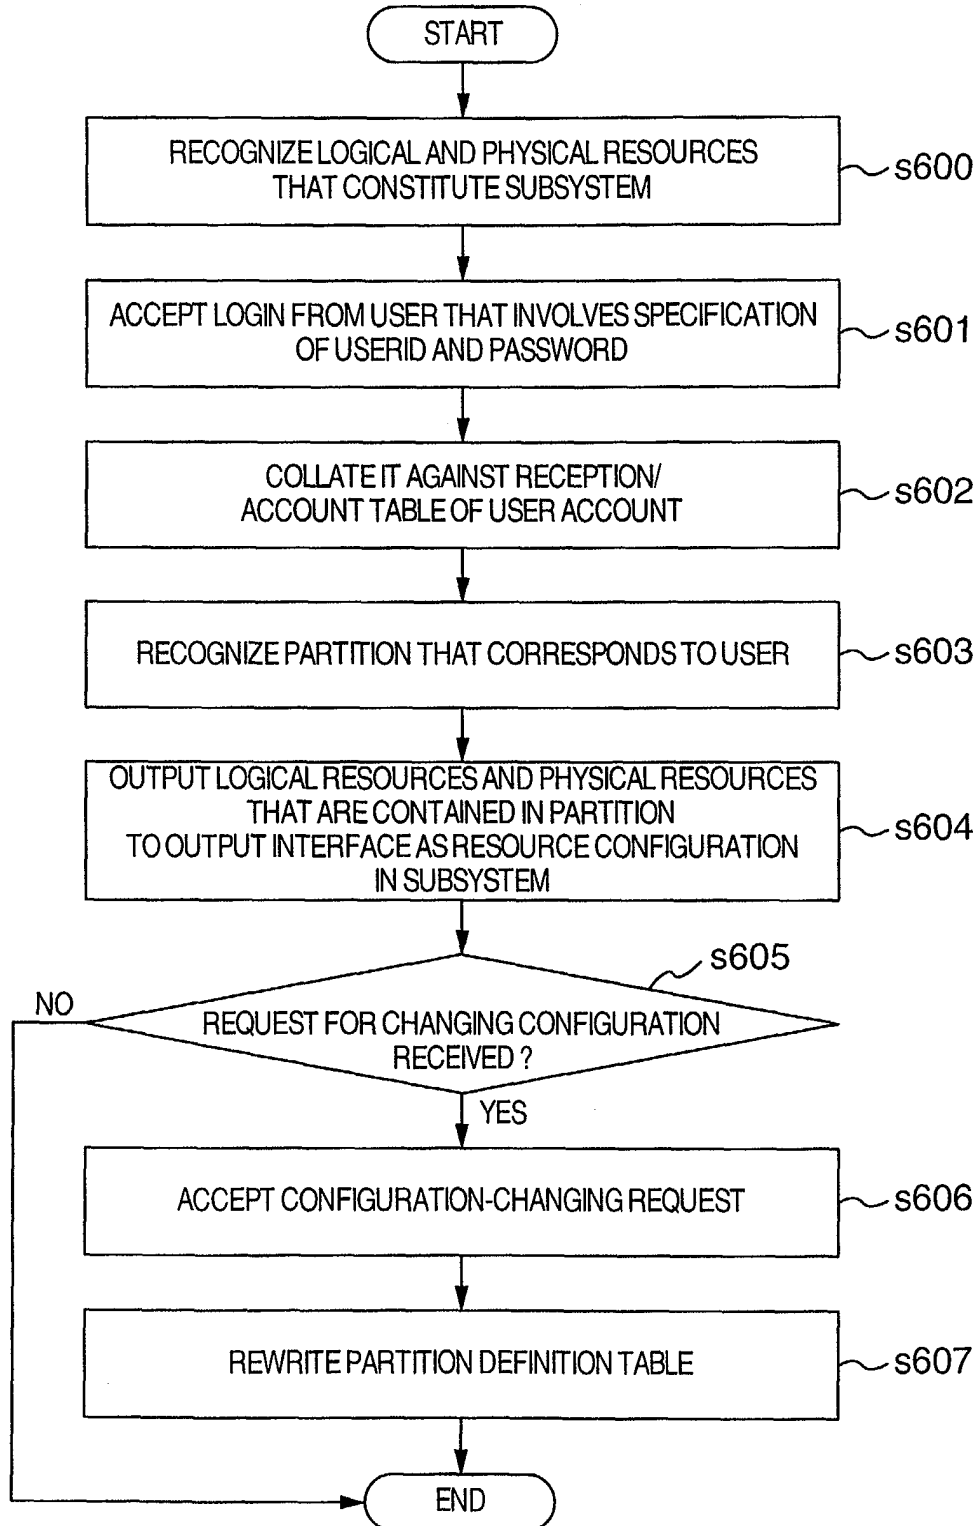 START
RECOGNIZE LOGICAL AND PHYSICAL RESOURCES
THAT CONSTITUTE SUBSYSTEM
s600
ACCEPT LOGIN FROM USER THAT INVOLVES SPECIFICATION
OF USERID AND PASSWORD
s601
COLLATE IT AGAINST RECEPTION/
ACCOUNT TABLE OF USER ACCOUNT
s602
RECOGNIZE PARTITION THAT CORRESPONDS TO USER
s603
OUTPUT LOGICAL RESOURCES AND PHYSICAL RESOURCES
THAT ARE CONTAINED IN PARTITION
TO OUTPUT INTERFACE AS RESOURCE CONFIGURATION
IN SUBSYSTEM
s604
s605
NO
REQUEST FOR CHANGING CONFIGURATION
RECEIVED ?
YES
ACCEPT CONFIGURATION-CHANGING REQUEST
s606
REWRITE PARTITION DEFINITION TABLE
s607
END